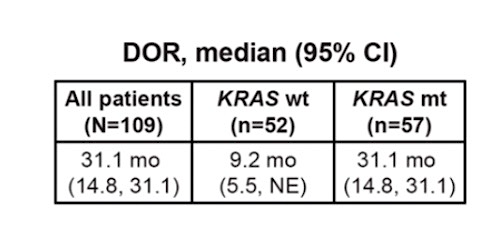 DOR, median (95% CI)
All patients KRAS wt KRAS mt
(N=109) (n=52) (n=57)
31.1 mo 9.2 mo 31.1 mo
(14.8, 31.1) (5.5, NE) (14.8, 31.1)